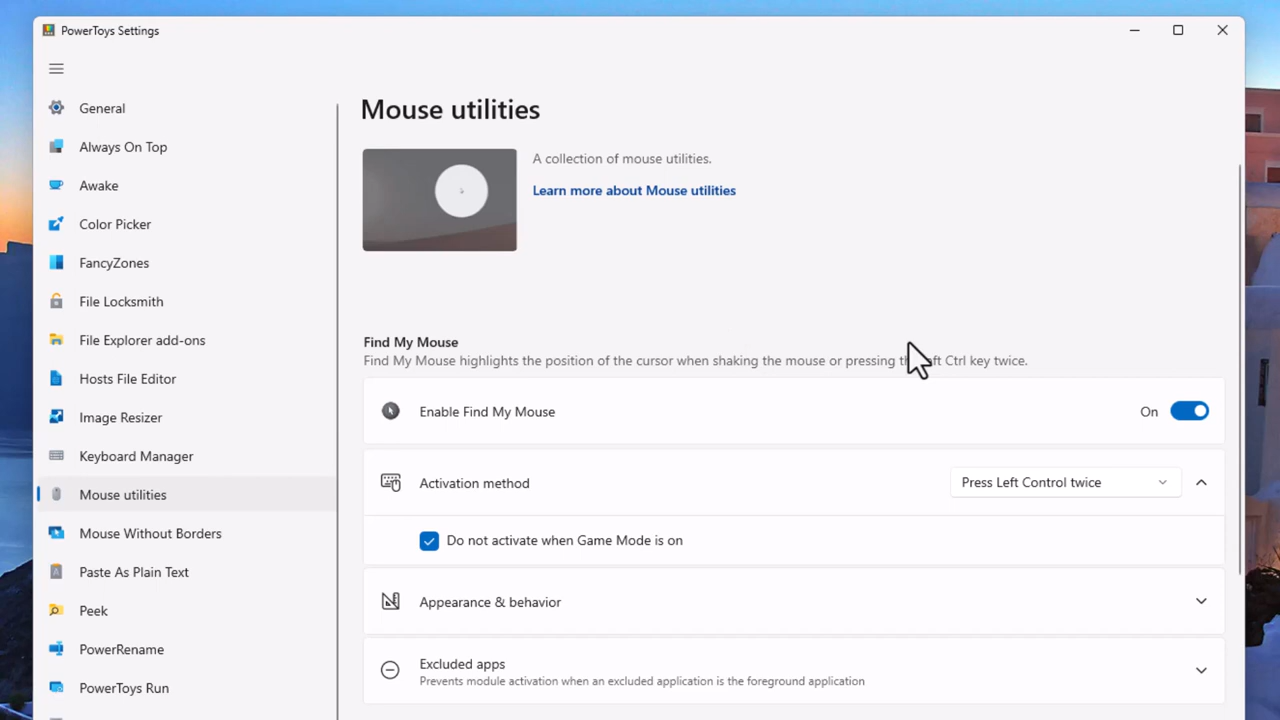 PowerToys Settings
General
Always On Top
Awake
Color Picker
FancyZones
File Locksmith
File Explorer add-ons
Hosts File Editor
Image Resizer
Keyboard Manager
Mouse utilities
Mouse Without Borders
Paste As Plain Text
Peek
PowerRename
PowerToys Run
Mouse utilities
A collection of mouse utilities.
Learn more about Mouse utilities
Find My Mouse
Find My Mouse highlights the position of the cursor when shaking the mouse or pressing Ctrl key twice.
Enable Find My Mouse
On
Activation method
Press Left Control twice
Do not activate when Game Mode is on
Appearance & behavior
Excluded apps
Prevents module activation when an excluded application is the foreground application